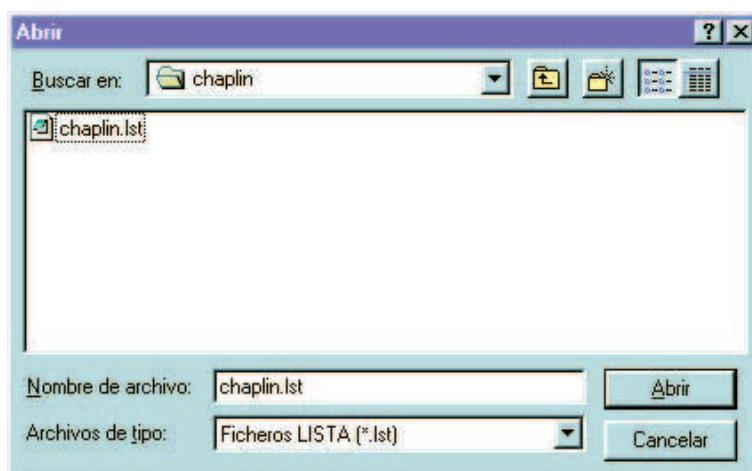 Abrir
Buscar en: chaplin
chaplin.lst
Nombre de archivo: chaplin.lst Abrir
Archivos de tipo: Ficheros LISTA (*.lst) Cancelar